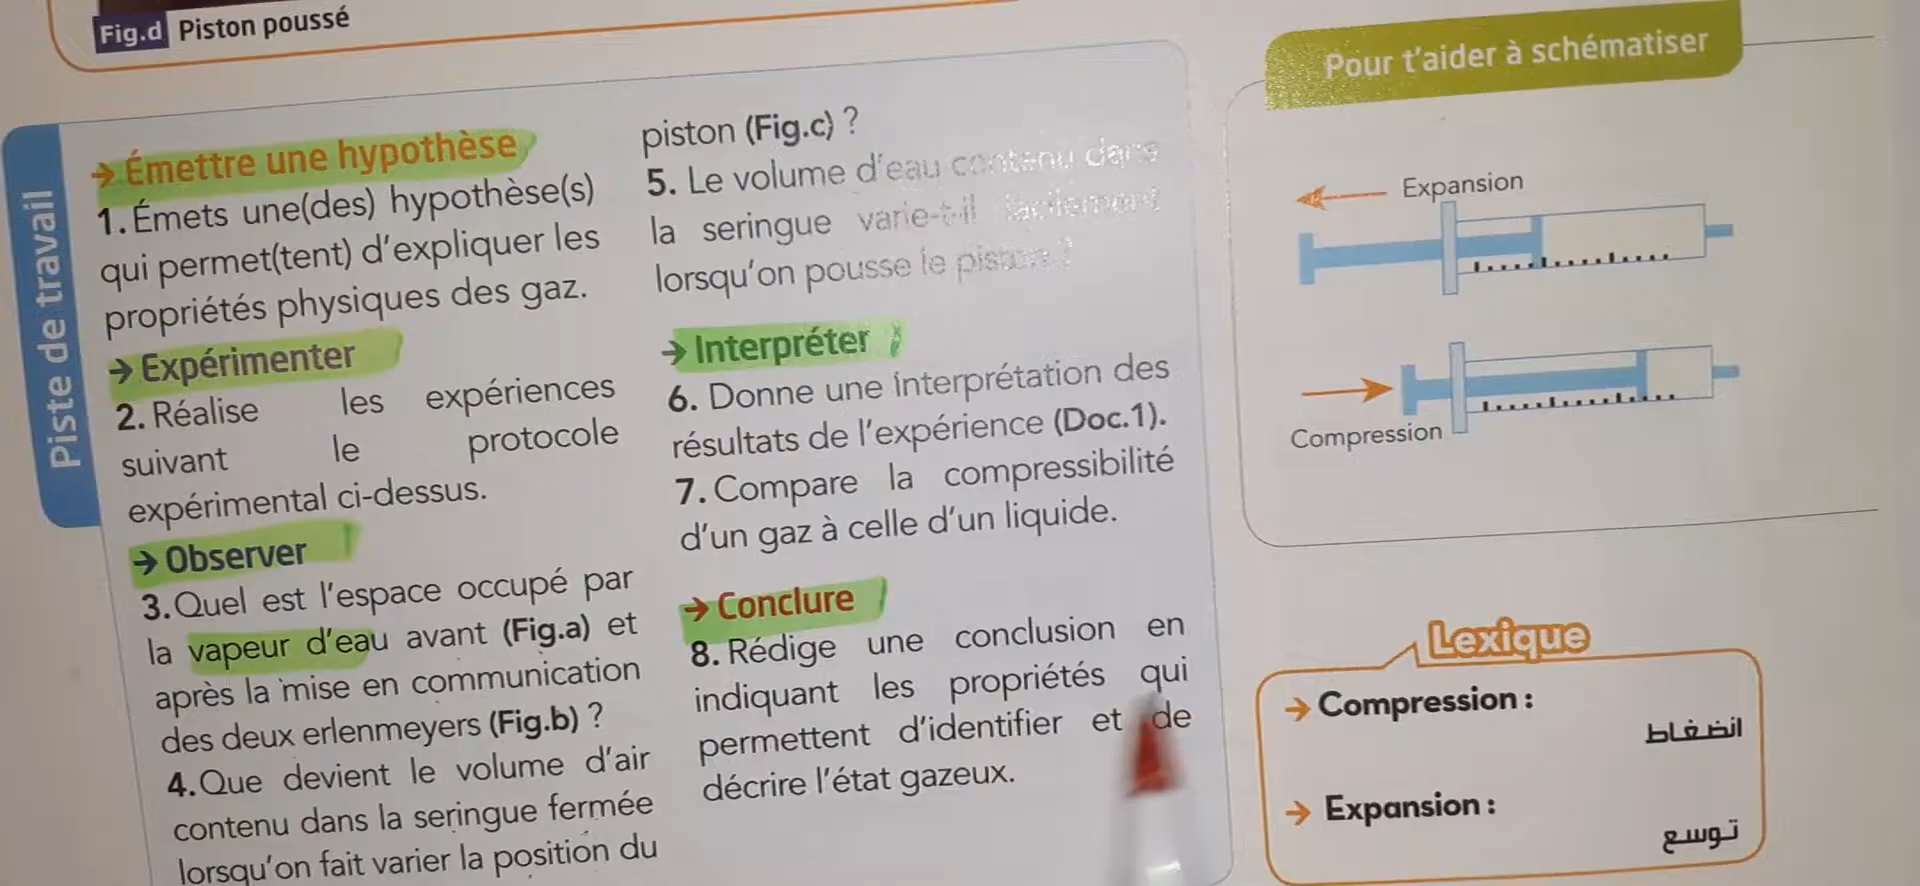 Fig.d Piston poussé
Piste de travail
→ Émettre une hypothèse
1. Émets une(des) hypothèse(s)
qui permet(tent) d'expliquer les
propriétés physiques des gaz.
→ Expérimenter
2. Réalise les expériences
suivant le protocole
expérimental ci-dessus.
→ Observer
3. Quel est l'espace occupé par
la vapeur d'eau avant (Fig.a) et
après la mise en communication
des deux erlenmeyers (Fig.b) ?
4. Que devient le volume d'air
contenu dans la seringue fermée
lorsqu'on fait varier la position du
piston (Fig.c) ?
5. Le volume d'eau contenu dans
la seringue varie-t-il facilement
lorsqu'on pousse le piston ?
→ Interpréter
6. Donne une interprétation des
résultats de l'expérience (Doc.1).
7. Compare la compressibilité
d'un gaz à celle d'un liquide.
→ Conclure
8. Rédige une conclusion en
indiquant les propriétés qui
permettent d'identifier et de
décrire l'état gazeux.
Pour t'aider à schématiser
Expansion
Compression
Lexique
→ Compression :
انضغاط
→ Expansion :
توسع